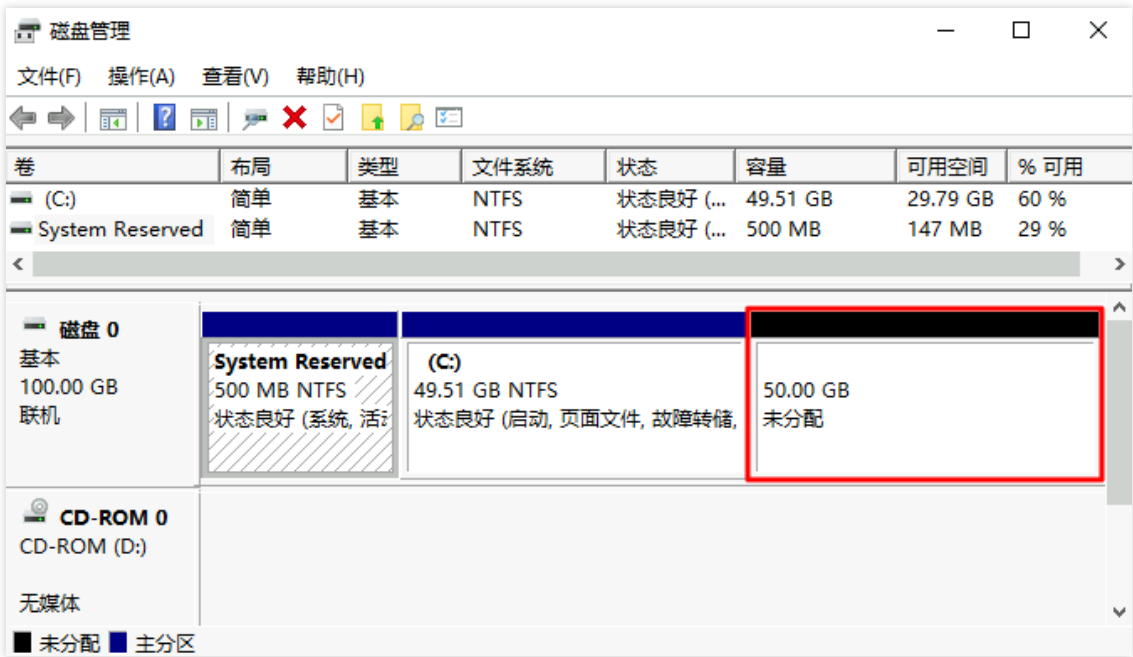 磁盘管理
文件(F) 操作(A) 查看(V) 帮助(H)
卷 布局 类型 文件系统 状态 容量 可用空间 % 可用
(C:) 简单 基本 NTFS 状态良好 (... 49.51 GB 29.79 GB 60 %
System Reserved 简单 基本 NTFS 状态良好 (... 500 MB 147 MB 29 %
磁盘 0
基本
100.00 GB
联机
System Reserved
500 MB NTFS
状态良好 (系统, 活动
(C:)
49.51 GB NTFS
状态良好 (启动, 页面文件, 故障转储,
50.00 GB
未分配
CD-ROM 0
CD-ROM (D:)
无媒体
未分配 主分区